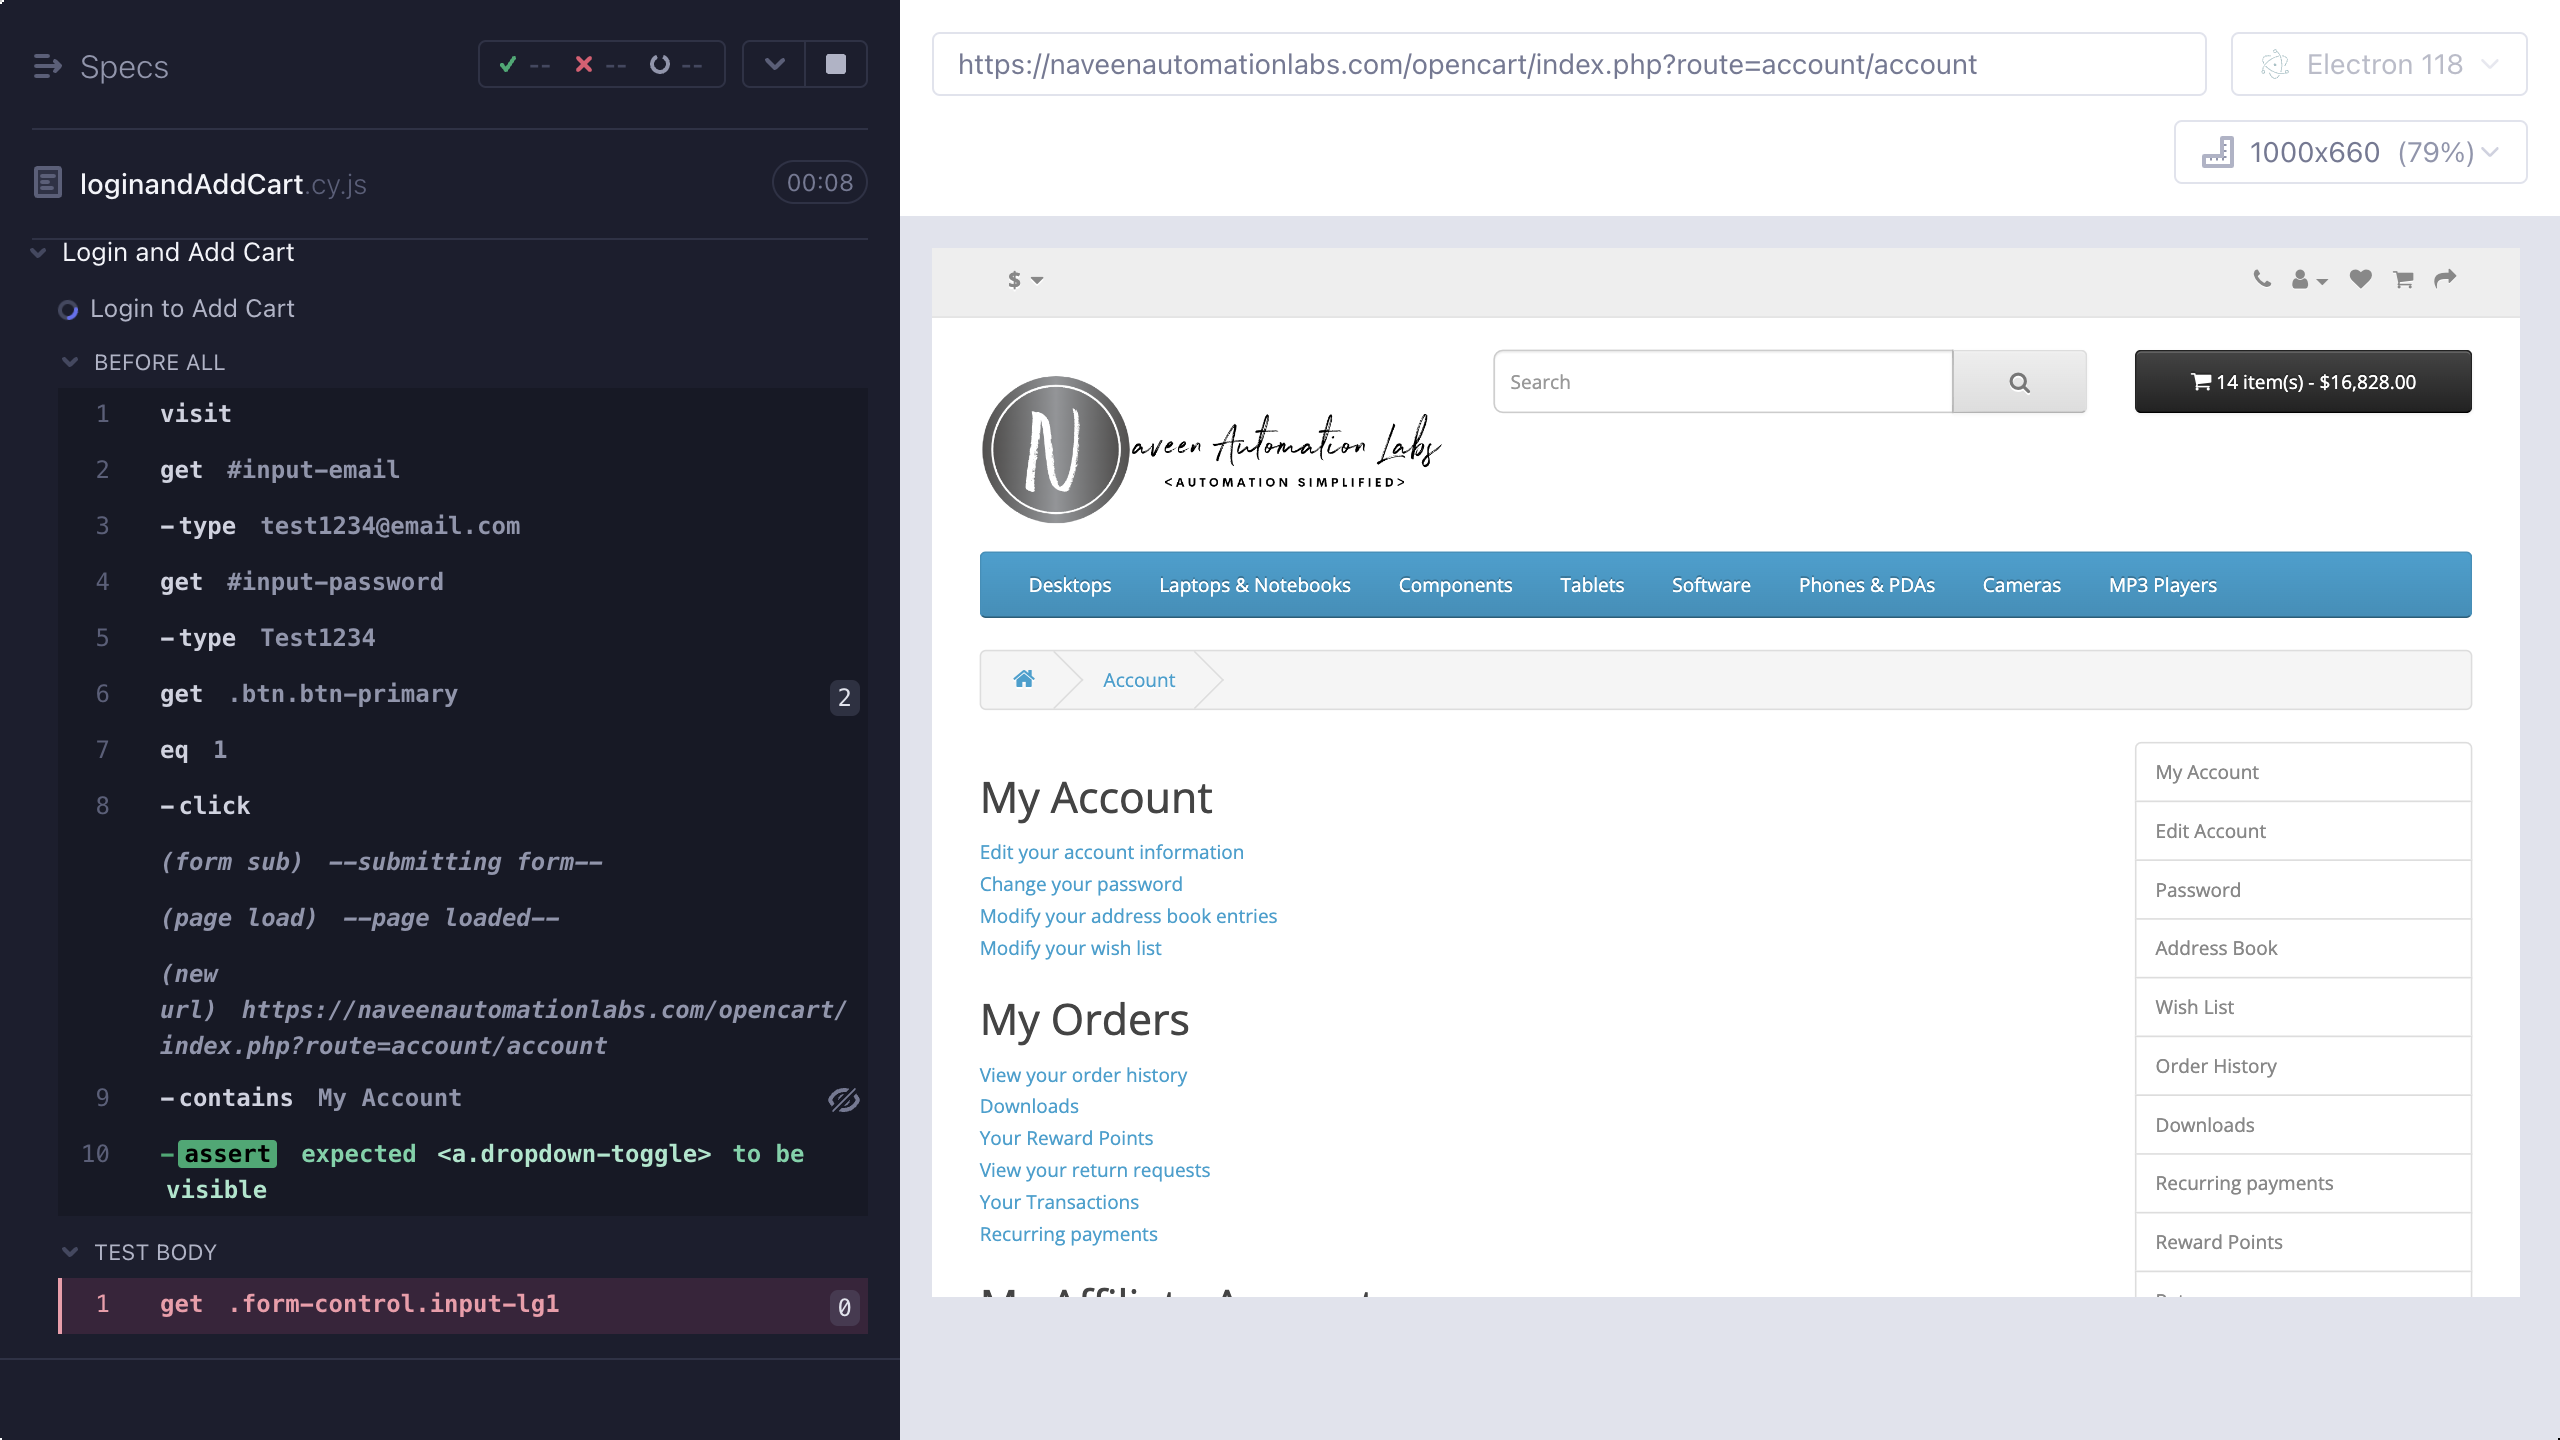 Specs
--
--
--
loginandAddCart.cy.js
00:08
Login and Add Cart
Login to Add Cart
BEFORE ALL
1 visit
2 get #input-email
3 -type test1234@email.com
4 get #input-password
5 -type Test1234
6 get .btn.btn-primary 2
7 eq 1
8 -click
(form sub) --submitting form--
(page load) --page loaded--
(new
url) https://naveenautomationlabs.com/opencart/
index.php?route=account/account
9 -contains My Account
10 -assert expected <a.dropdown-toggle> to be
visible
TEST BODY
1 get .form-control.input-lg1 0
https://naveenautomationlabs.com/opencart/index.php?route=account/account
Electron 118
1000x660 (79%)
$
Search
14 item(s) - $16,828.00
Naveen Automation Labs
<AUTOMATION SIMPLIFIED>
Desktops Laptops & Notebooks Components Tablets Software Phones & PDAs Cameras MP3 Players
Account
My Account
Edit your account information
Change your password
Modify your address book entries
Modify your wish list
My Orders
View your order history
Downloads
Your Reward Points
View your return requests
Your Transactions
Recurring payments
My Affiliate Account
My Account
Edit Account
Password
Address Book
Wish List
Order History
Downloads
Recurring payments
Reward Points